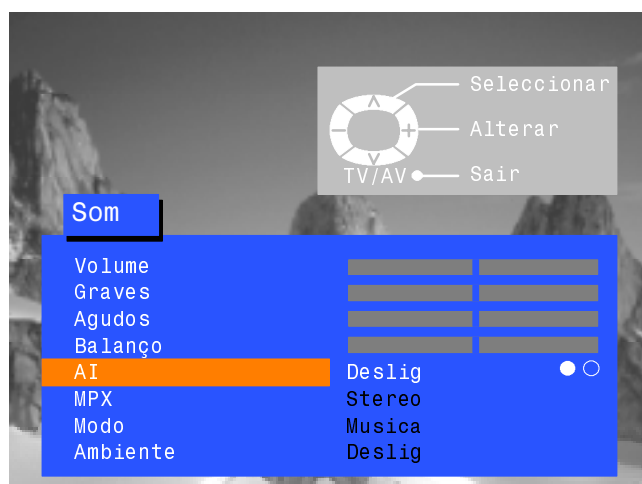 Seleccionar
Alterar
TV/AV Sair
Som
Volume
Graves
Agudos
Balanço
AI Deslig
MPX Stereo
Modo Musica
Ambiente Deslig